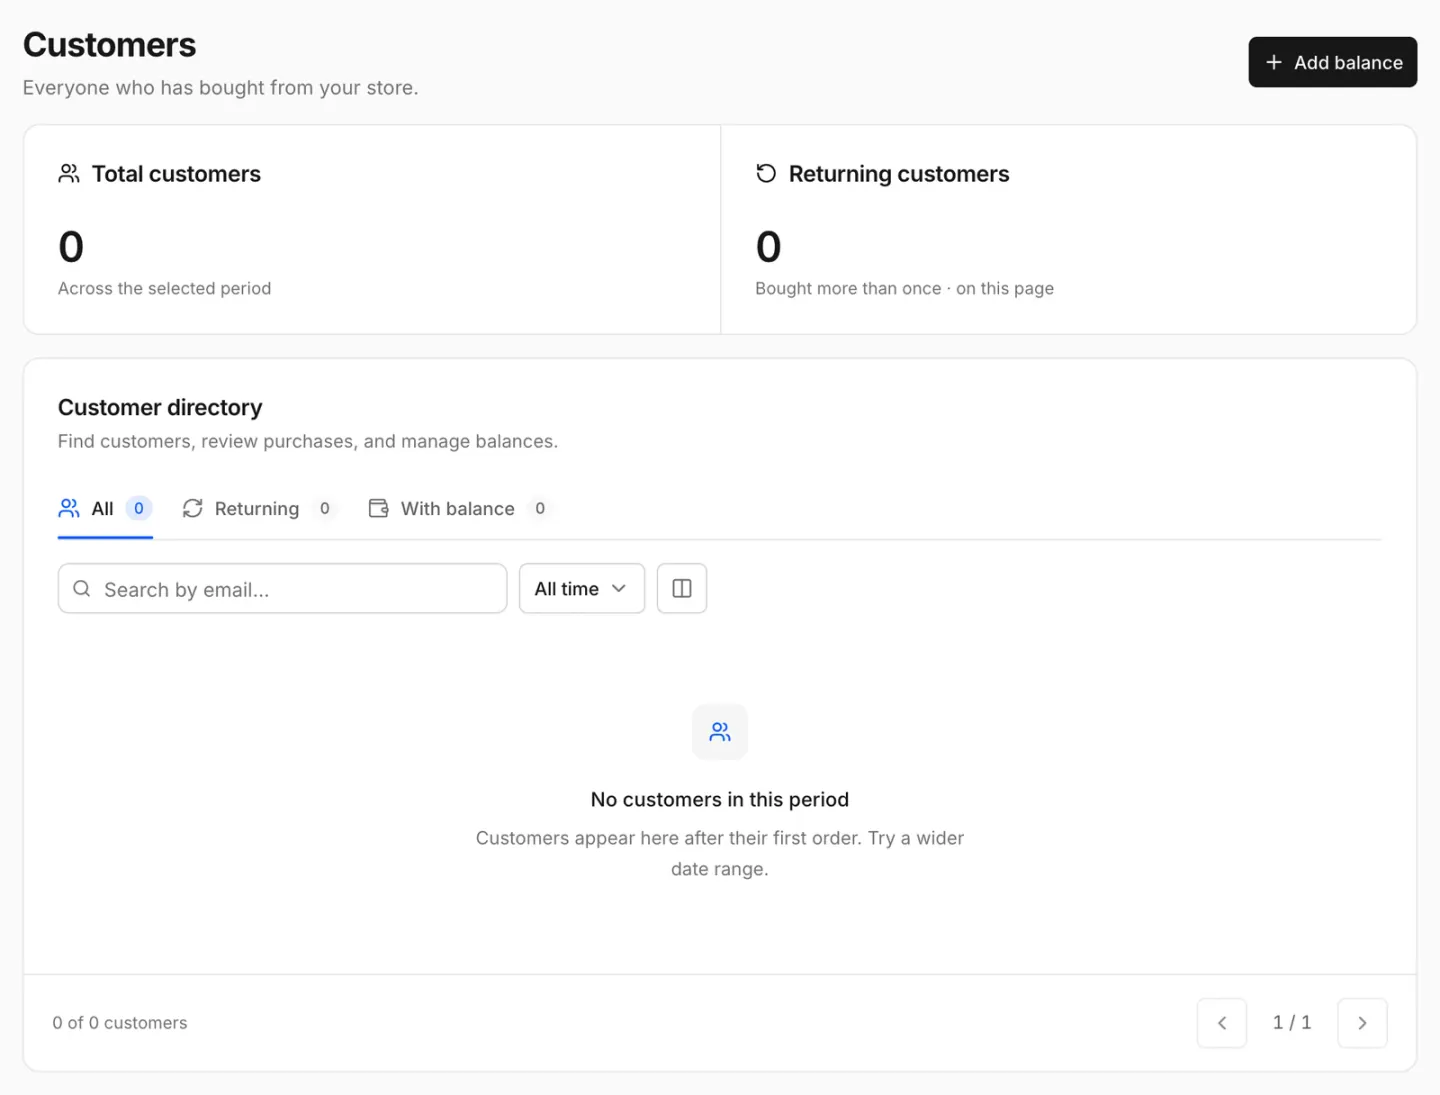 Customers
Everyone who has bought from your store.
Add balance
Total customers
0
Across the selected period
Returning customers
0
Bought more than once · on this page
Customer directory
Find customers, review purchases, and manage balances.
All 0 Returning 0 With balance 0
Search by email...
All time
No customers in this period
Customers appear here after their first order. Try a wider
date range.
0 of 0 customers
1 / 1